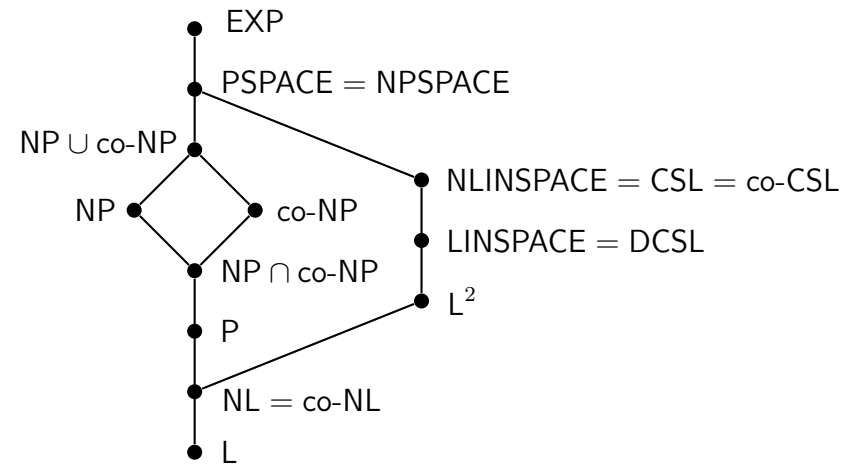 EXP
PSPACE = NPSPACE
NP ∪ co-NP
NLINSPACE = CSL = co-CSL
NP
co-NP
LINSPACE = DCSL
NP ∩ co-NP
L²
P
NL = co-NL
L